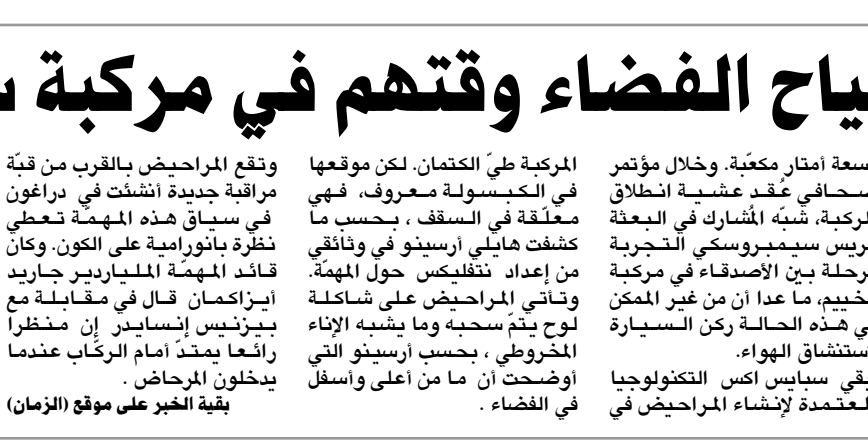 ياح الفضاء وقتهم في مركبة
سعة أمتار مكعّبة. وخلال مؤتمر
صحافي عُقد عشية انطلاق
المركبة، شبّه المُشارك في البعثة
كريس سيمبروسكي التجربة
برحلة بين الأصدقاء في مركبة
تخييم، ما عدا أن من غير الممكن
في هذه الحالة ركن السيارة
استنشاق الهواء.
بقي سبايس اكس التكنولوجيا
المعتمدة لإنشاء المراحيض في
المركبة طيّ الكتمان. لكن موقعها
في الكبسولة معروف، فهي
معلّقة في السقف ، بحسب ما
كشفت هايلي أرسينو في وثائقي
من إعداد نتفليكس حول المهمّة.
وتأتي المراحيض على شاكلة
لوح يتمّ سحبه وما يشبه الإناء
المخروطي ، بحسب أرسينو التي
أوضحت أن ما من أعلى وأسفل
في الفضاء .
وتقع المراحيض بالقرب من قبّة
مراقبة جديدة أنشئت في دراغون
في سياق هذه المهمّة تعطي
نظرة بانورامية على الكون. وكان
قائد المهمّة الملياردير جاريد
أيزاكمان قال في مقابلة مع
بيزنيس إنسايدر إن منظرا
رائعا يمتدّ أمام الركّاب عندما
يدخلون المرحاض .
بقية الخبر على موقع (الزمان)